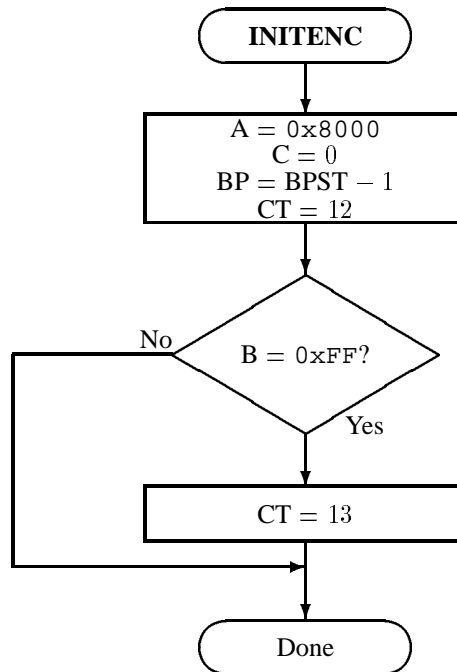 INITENC
A = 0x8000
C = 0
BP = BPST − 1
CT = 12
No
B = 0xFF?
Yes
CT = 13
Done